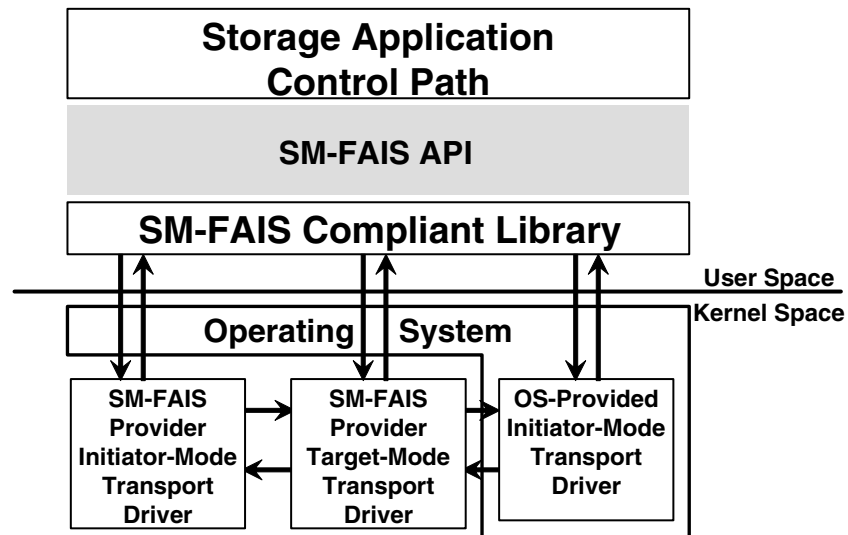 Storage Application
Control Path
SM-FAIS API
SM-FAIS Compliant Library
User Space
Kernel Space
Operating System
SM-FAIS
Provider
Initiator-Mode
Transport
Driver
SM-FAIS
Provider
Target-Mode
Transport
Driver
OS-Provided
Initiator-Mode
Transport
Driver